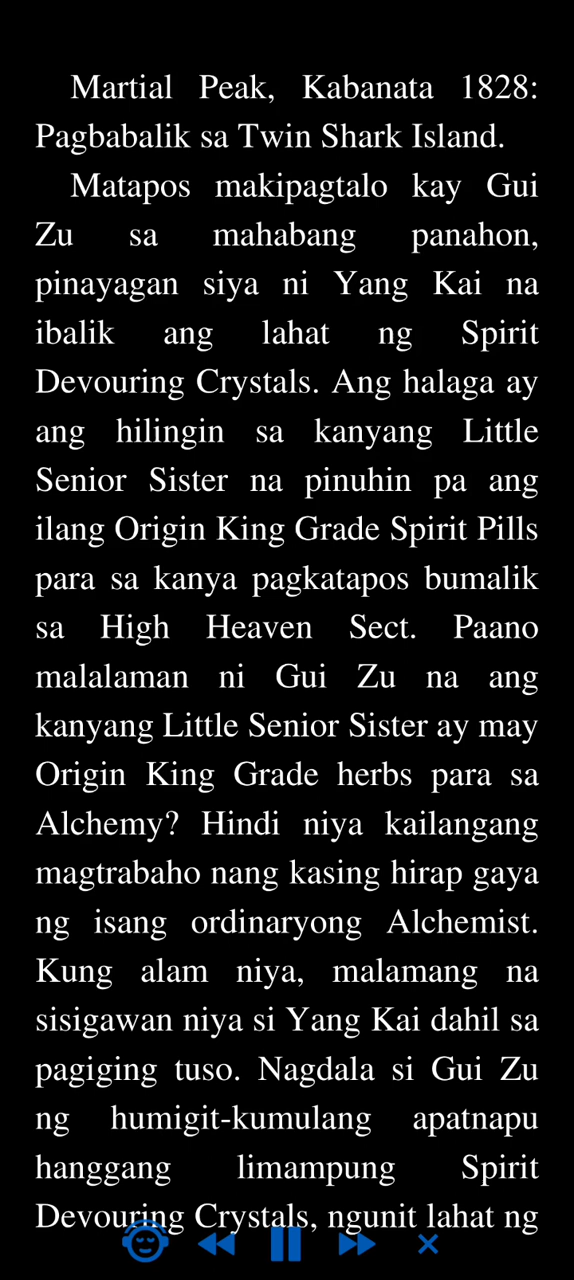 Martial Peak, Kabanata 1828:
Pagbabalik sa Twin Shark Island.
Matapos makipagtalo kay Gui
Zu sa mahabang panahon,
pinayagan siya ni Yang Kai na
ibalik ang lahat ng Spirit
Devouring Crystals. Ang halaga ay
ang hilingin sa kanyang Little
Senior Sister na pinuhin pa ang
ilang Origin King Grade Spirit Pills
para sa kanya pagkatapos bumalik
sa High Heaven Sect. Paano
malalaman ni Gui Zu na ang
kanyang Little Senior Sister ay may
Origin King Grade herbs para sa
Alchemy? Hindi niya kailangang
magtrabaho nang kasing hirap gaya
ng isang ordinaryong Alchemist.
Kung alam niya, malamang na
sisigawan niya si Yang Kai dahil sa
pagiging tuso. Nagdala si Gui Zu
ng humigit-kumulang apatnapu
hanggang limampung Spirit
Devouring Crystals, ngunit lahat ng